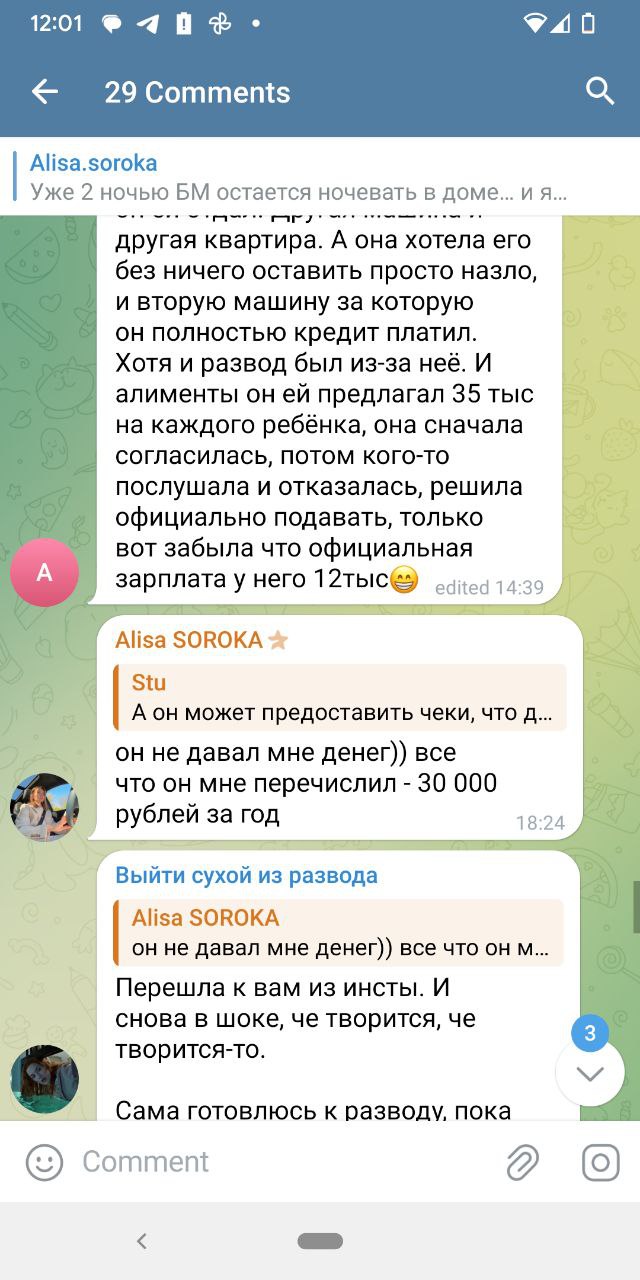 12:01
29 Comments
Alisa.soroka
Уже 2 ночью БМ остается ночевать в доме... и я...
он ей отдал. Другая машина и
другая квартира. А она хотела его
без ничего оставить просто назло,
и вторую машину за которую
он полностью кредит платил.
Хотя и развод был из-за неё. И
алименты он ей предлагал 35 тыс
на каждого ребёнка, она сначала
согласилась, потом кого-то
послушала и отказалась, решила
официально подавать, только
вот забыла что официальная
зарплата у него 12тыс😁
edited 14:39
A
Alisa SOROKA
Stu
А он может предоставить чеки, что д...
он не давал мне денег)) все
что он мне перечислил - 30 000
рублей за год
18:24
Выйти сухой из развода
Alisa SOROKA
он не давал мне денег)) все что он м...
Перешла к вам из инсты. И
снова в шоке, че творится, че
творится-то.
3
Сама готовлюсь к разводу, пока
Comment